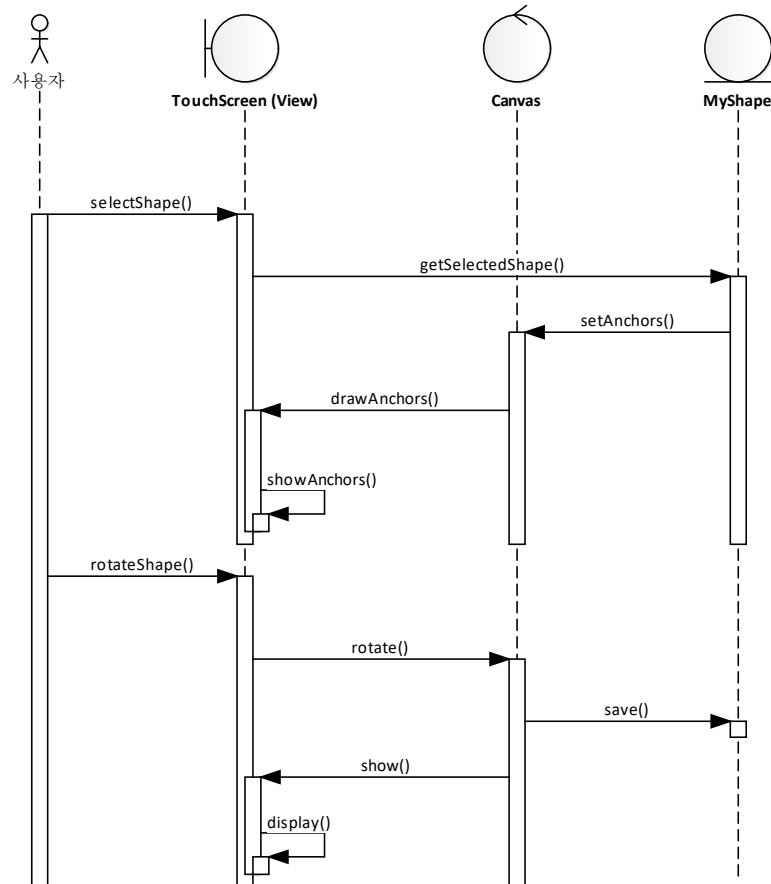 사용자
TouchScreen (View)
Canvas
MyShape
selectShape()
getSelectedShape()
setAnchors()
drawAnchors()
showAnchors()
rotateShape()
rotate()
save()
show()
display()